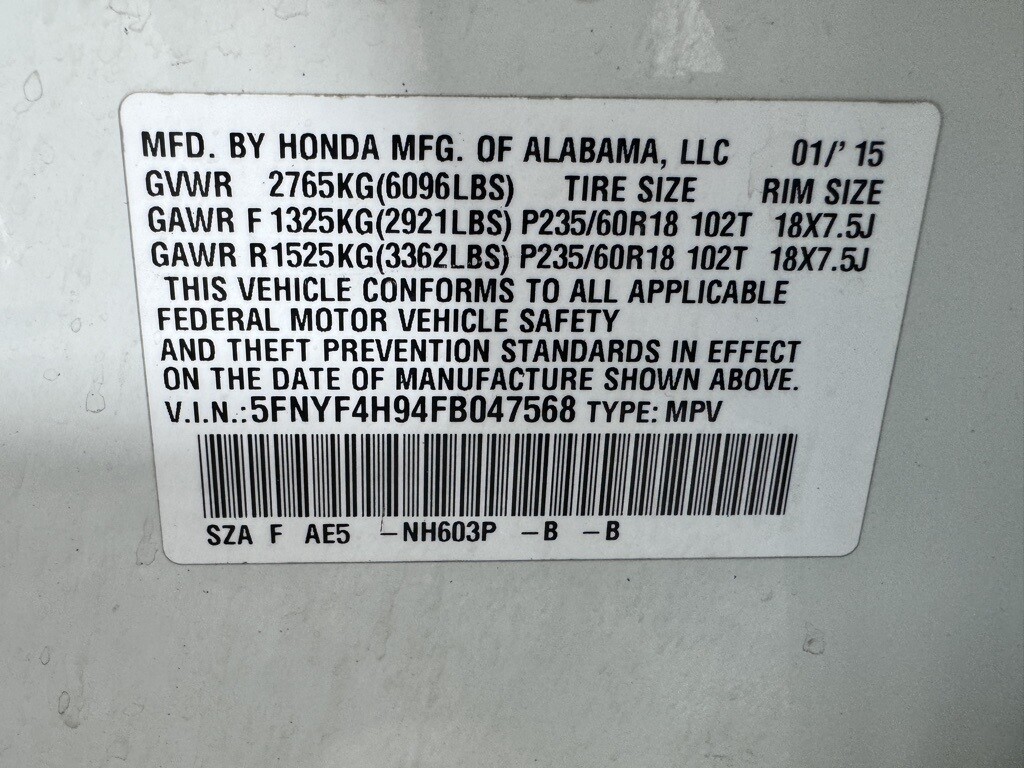 MFD. BY HONDA MFG. OF ALABAMA, LLC 01/' 15
GVWR 2765KG(6096LBS) TIRE SIZE RIM SIZE
GAWR F 1325KG(2921LBS) P235/60R18 102T 18X7.5J
GAWR R1525KG(3362LBS) P235/60R18 102T 18X7.5J
THIS VEHICLE CONFORMS TO ALL APPLICABLE
FEDERAL MOTOR VEHICLE SAFETY
AND THEFT PREVENTION STANDARDS IN EFFECT
ON THE DATE OF MANUFACTURE SHOWN ABOVE.
V.I.N.:5FNYF4H94FB047568 TYPE: MPV
SZA F AE5 -NH603P -B -B